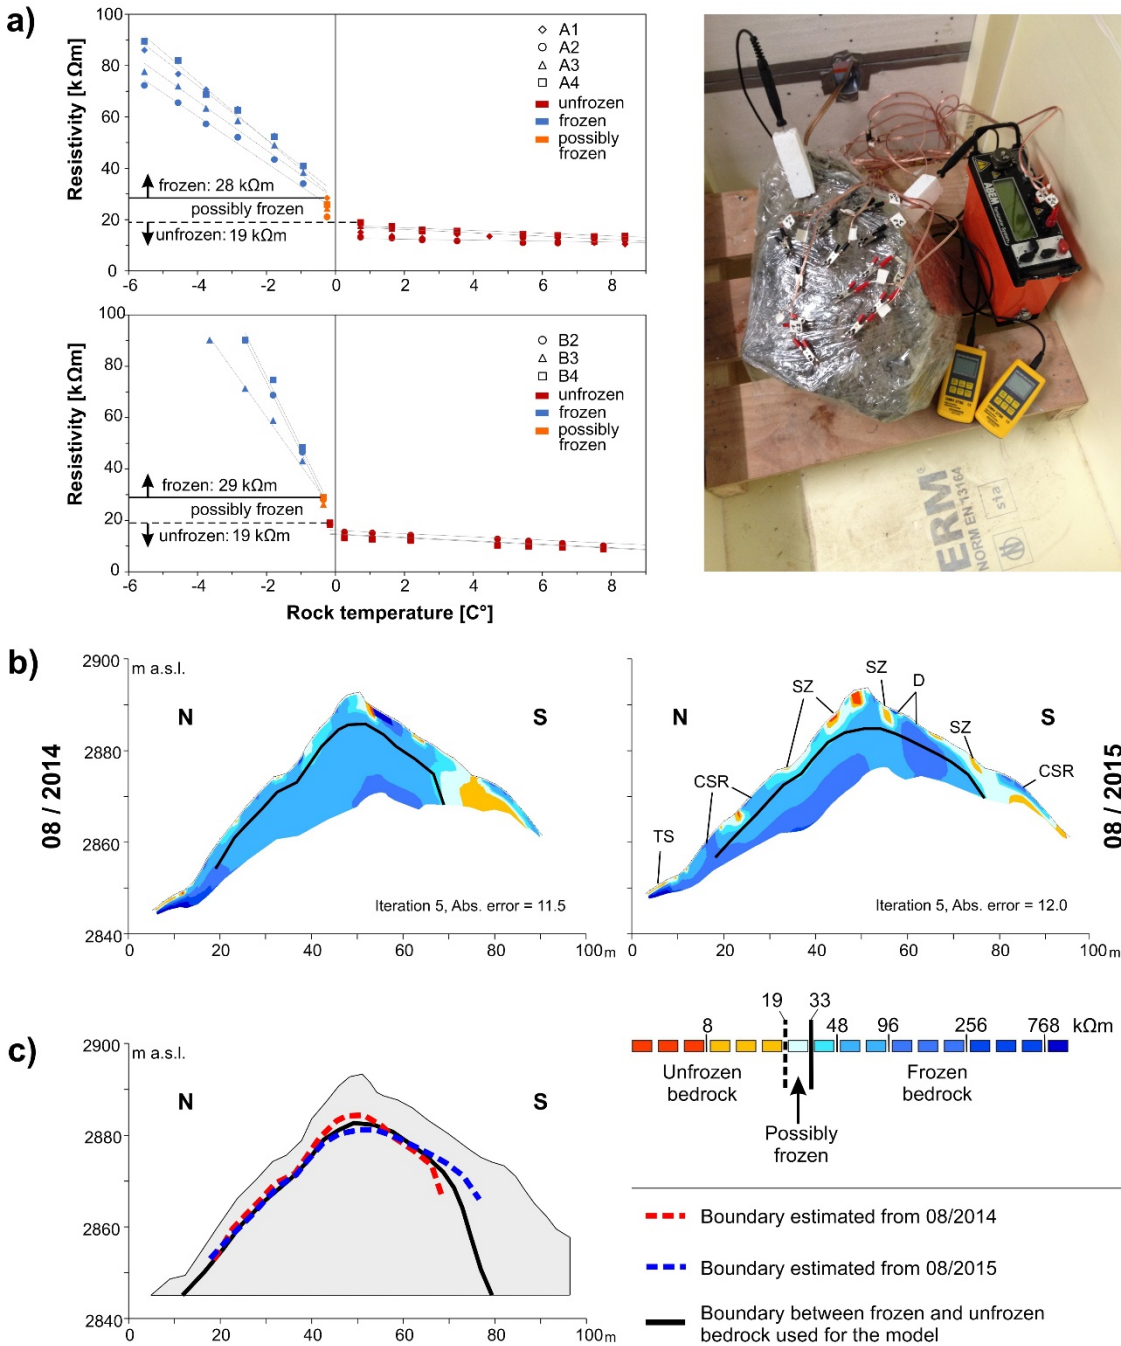 a)
Resistivity [kΩm]
100
80
60
40
20
0
frozen: 28 kΩm
possibly frozen
unfrozen: 19 kΩm
A1
A2
A3
A4
unfrozen
frozen
possibly
frozen
-6 -4 -2 0 2 4 6 8
Resistivity [kΩm]
100
80
60
40
20
0
frozen: 29 kΩm
possibly frozen
unfrozen: 19 kΩm
B2
B3
B4
unfrozen
frozen
possibly
frozen
-6 -4 -2 0 2 4 6 8
Rock temperature [C°]
ABEM
ERM
NORM EN 13164
s1a
b)
08 / 2014
2900
2880
2860
2840
m a.s.l.
N
S
Iteration 5, Abs. error = 11.5
0 20 40 60 80 100 m
N
S
SZ
SZ
D
SZ
CSR
CSR
TS
Iteration 5, Abs. error = 12.0
0 20 40 60 80 100 m
08 / 2015
19 33
8 48 96 256 768 kΩm
Unfrozen
bedrock
Frozen
bedrock
Possibly
frozen
c)
2900
2880
2860
2840
m a.s.l.
N
S
0 20 40 60 80 100 m
Boundary estimated from 08/2014
Boundary estimated from 08/2015
Boundary between frozen and unfrozen
bedrock used for the model